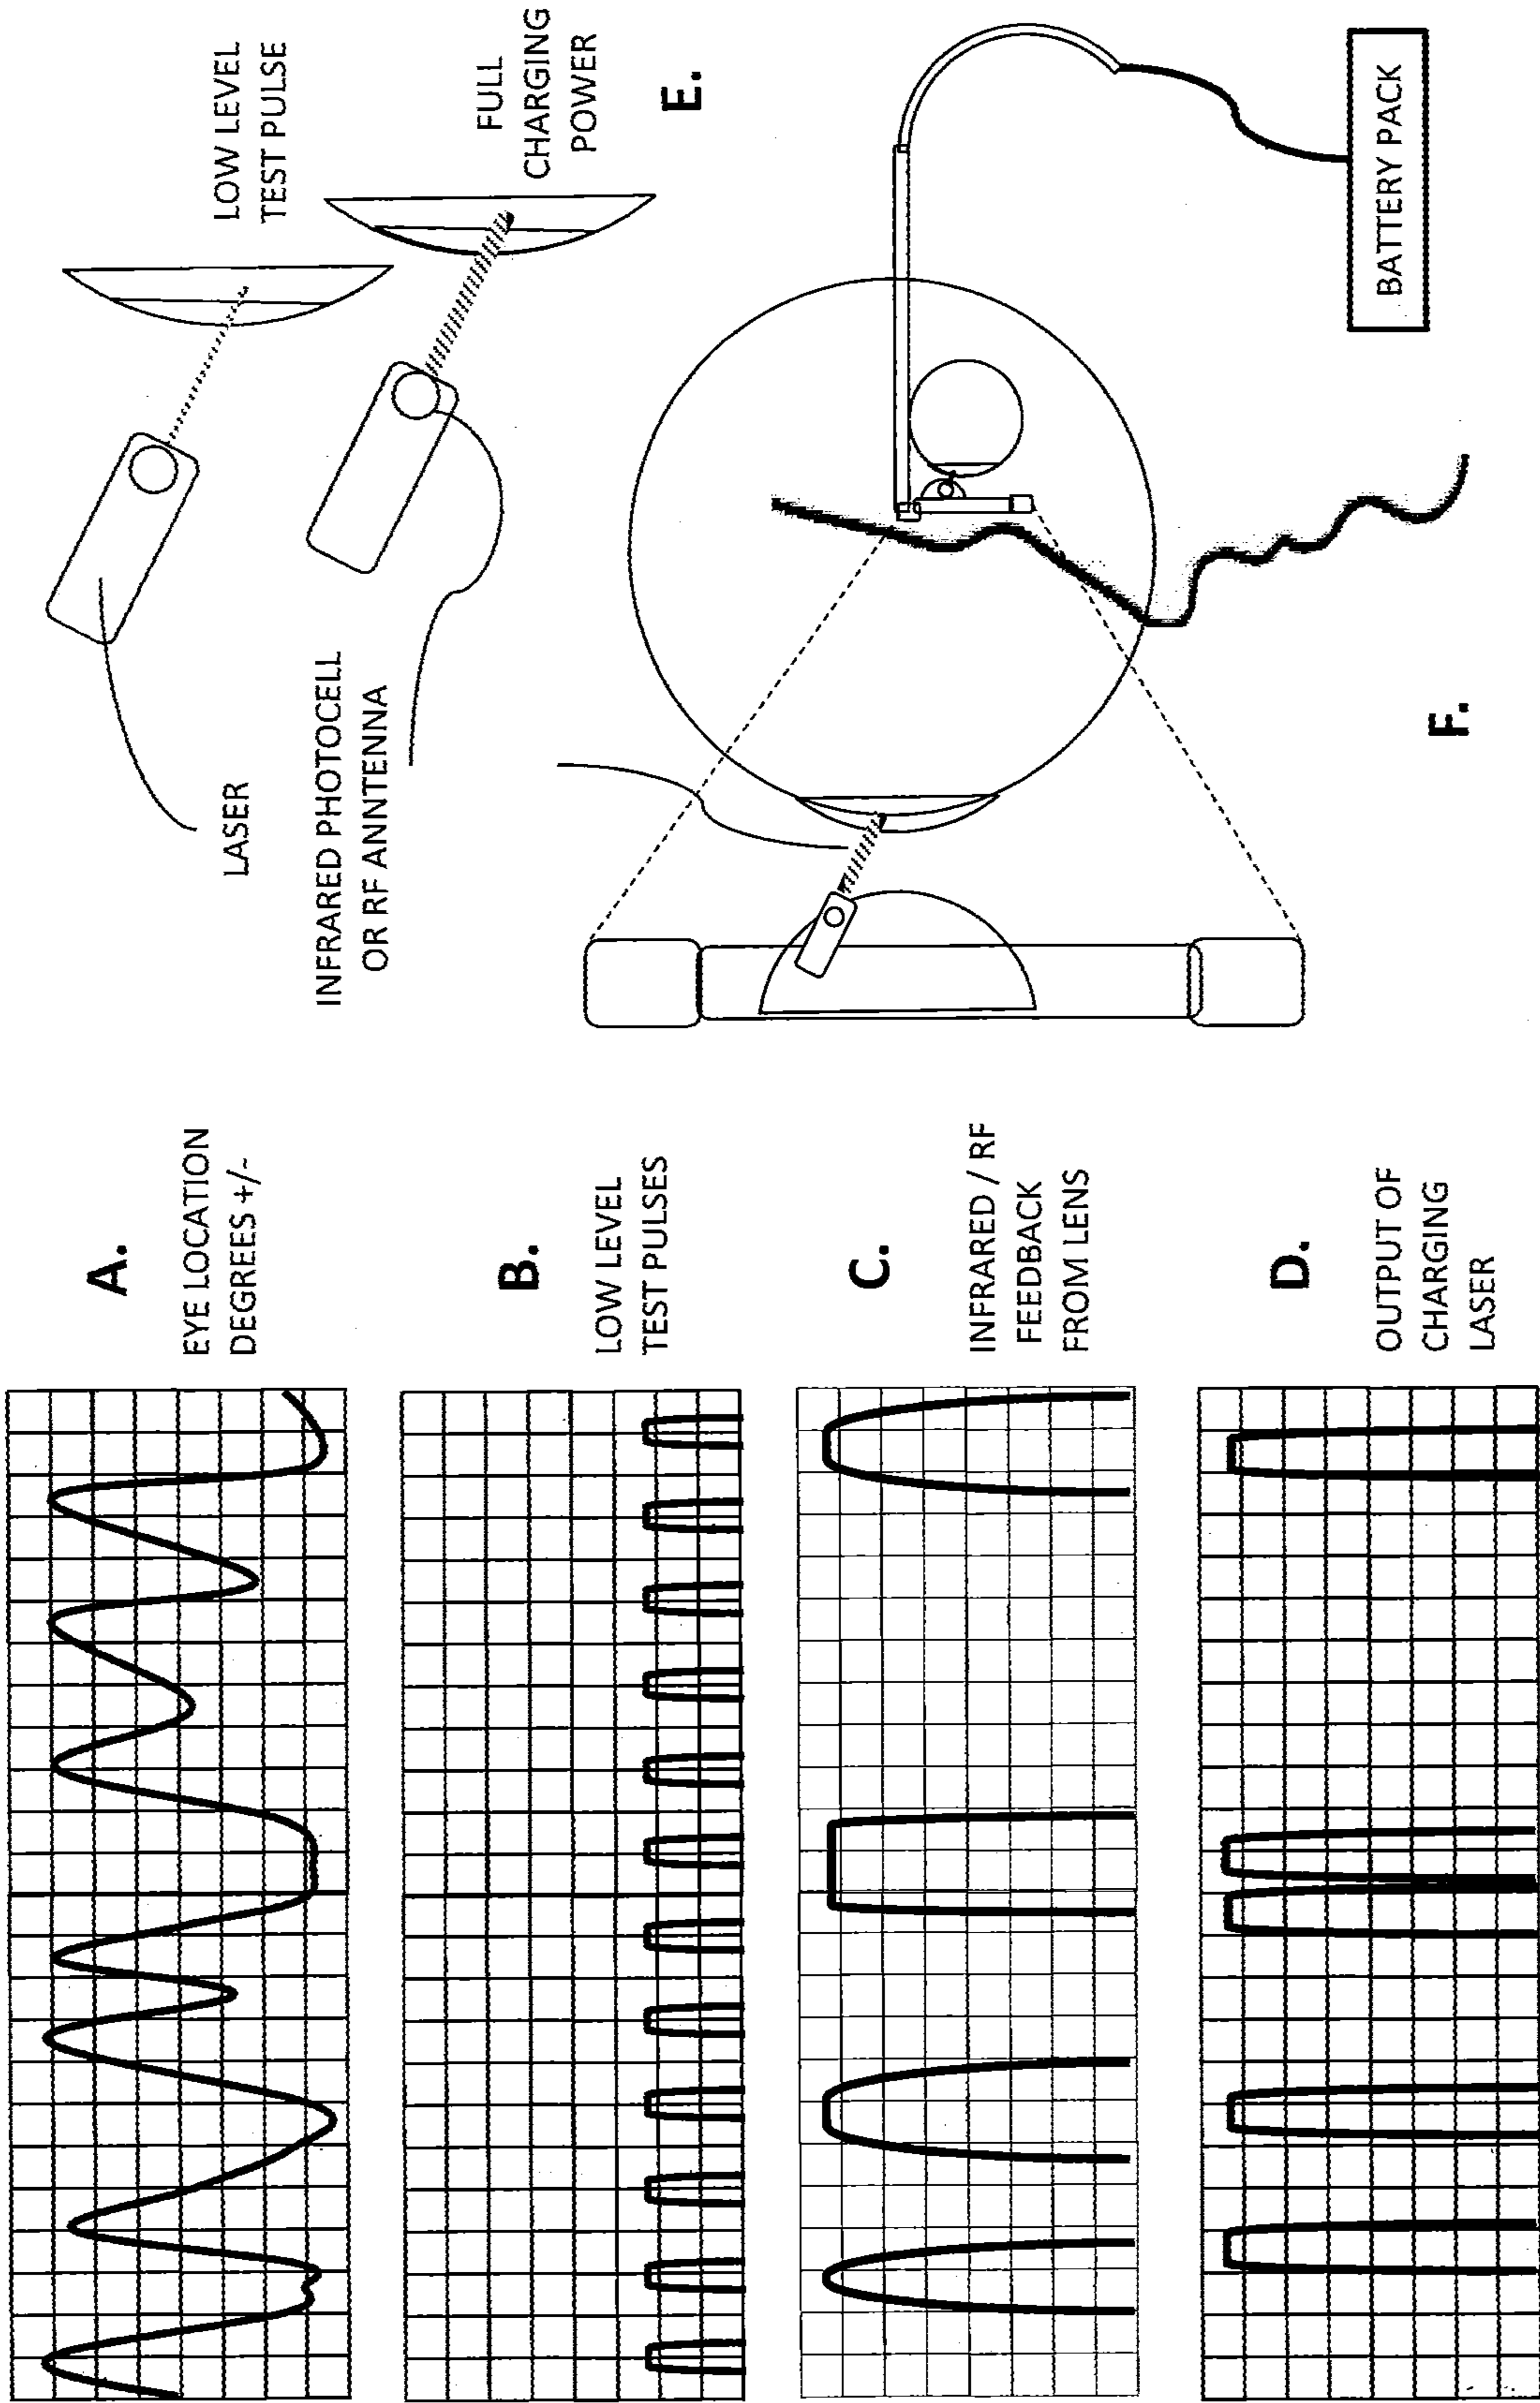 A.
EYE LOCATION
DEGREES +/-
B.
LOW LEVEL
TEST PULSES
C.
INFRARED / RF
FEEDBACK
FROM LENS
D.
OUTPUT OF
CHARGING
LASER
LASER
LOW LEVEL
TEST PULSE
INFRARED PHOTOCELL
OR RF ANNTENNA
FULL
CHARGING
POWER
E.
BATTERY PACK
F.